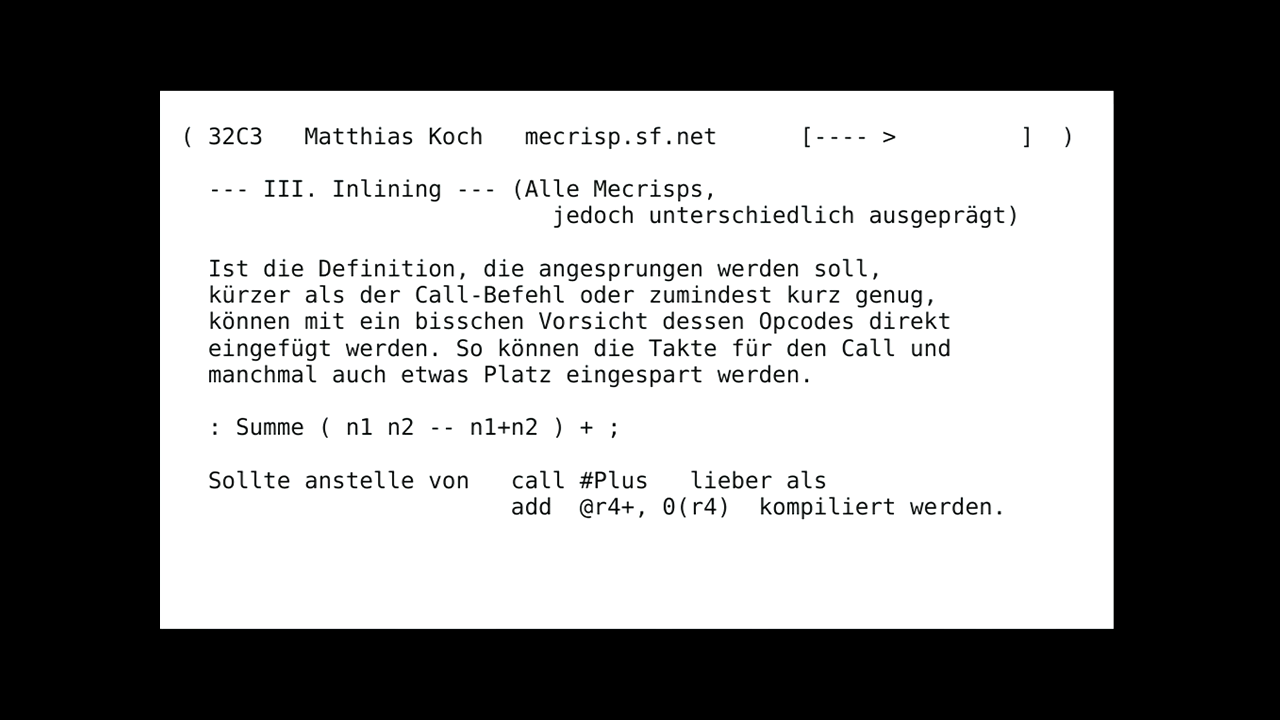 ( 32C3   Matthias Koch   mecrisp.sf.net      [---- >         ]  )
--- III. Inlining --- (Alle Mecrisps,
jedoch unterschiedlich ausgeprägt)
Ist die Definition, die angesprungen werden soll,
kürzer als der Call-Befehl oder zumindest kurz genug,
können mit ein bisschen Vorsicht dessen Opcodes direkt
eingefügt werden. So können die Takte für den Call und
manchmal auch etwas Platz eingespart werden.
: Summe ( n1 n2 -- n1+n2 ) + ;
Sollte anstelle von   call #Plus   lieber als
add  @r4+, 0(r4)  kompiliert werden.